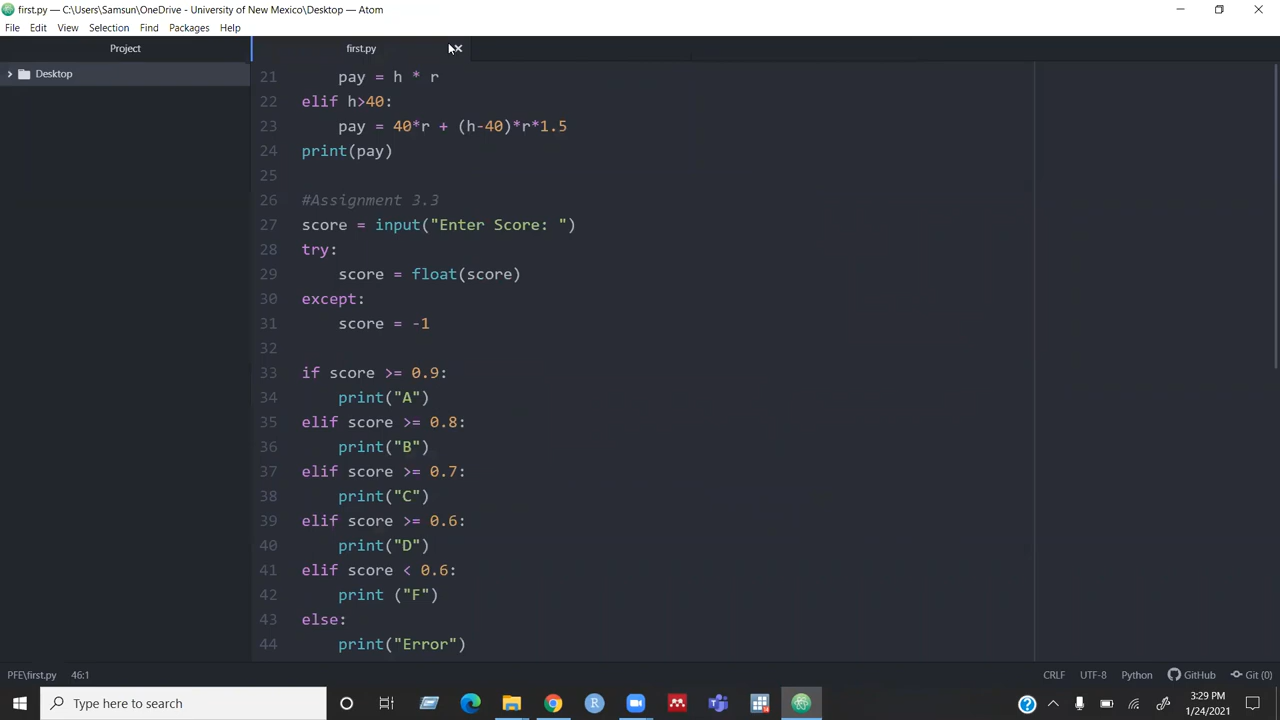 first.py — C:\Users\Samsun\OneDrive - University of New Mexico\Desktop — Atom
File Edit View Selection Find Packages Help
Project
first.py
Desktop
21 pay = h * r
22 elif h>40:
23 pay = 40*r + (h-40)*r*1.5
24 print(pay)
25
26 #Assignment 3.3
27 score = input("Enter Score: ")
28 try:
29 score = float(score)
30 except:
31 score = -1
32
33 if score >= 0.9:
34 print("A")
35 elif score >= 0.8:
36 print("B")
37 elif score >= 0.7:
38 print("C")
39 elif score >= 0.6:
40 print("D")
41 elif score < 0.6:
42 print ("F")
43 else:
44 print("Error")
PFE\first.py 46:1 CRLF UTF-8 Python GitHub Git (0)
Type here to search
3:29 PM
1/24/2021